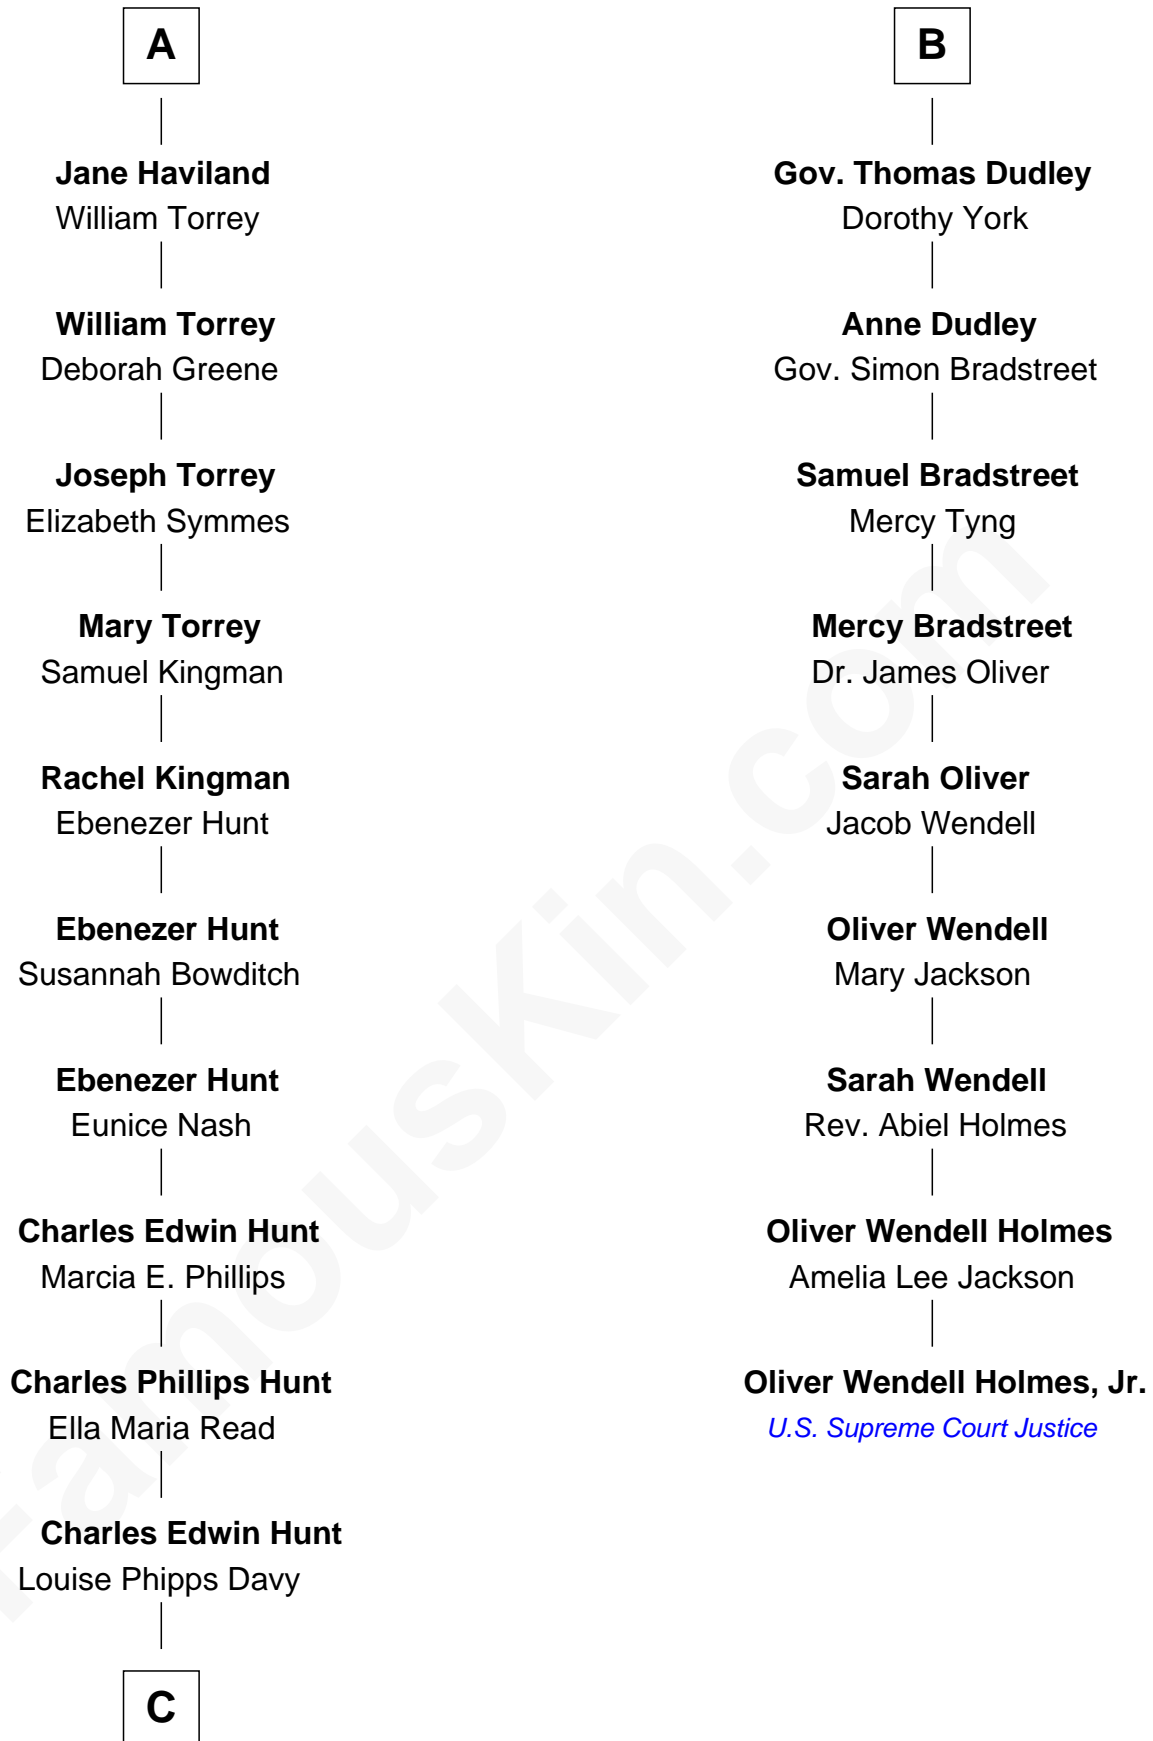 A
Jane Haviland
William Torrey
William Torrey
Deborah Greene
Joseph Torrey
Elizabeth Symmes
Mary Torrey
Samuel Kingman
Rachel Kingman
Ebenezer Hunt
Ebenezer Hunt
Susannah Bowditch
Ebenezer Hunt
Eunice Nash
Charles Edwin Hunt
Marcia E. Phillips
Charles Phillips Hunt
Ella Maria Read
Charles Edwin Hunt
Louise Phipps Davy
C
B
Gov. Thomas Dudley
Dorothy York
Anne Dudley
Gov. Simon Bradstreet
Samuel Bradstreet
Mercy Tyng
Mercy Bradstreet
Dr. James Oliver
Sarah Oliver
Jacob Wendell
Oliver Wendell
Mary Jackson
Sarah Wendell
Rev. Abiel Holmes
Oliver Wendell Holmes
Amelia Lee Jackson
Oliver Wendell Holmes, Jr.
U.S. Supreme Court Justice
FamousKin.com